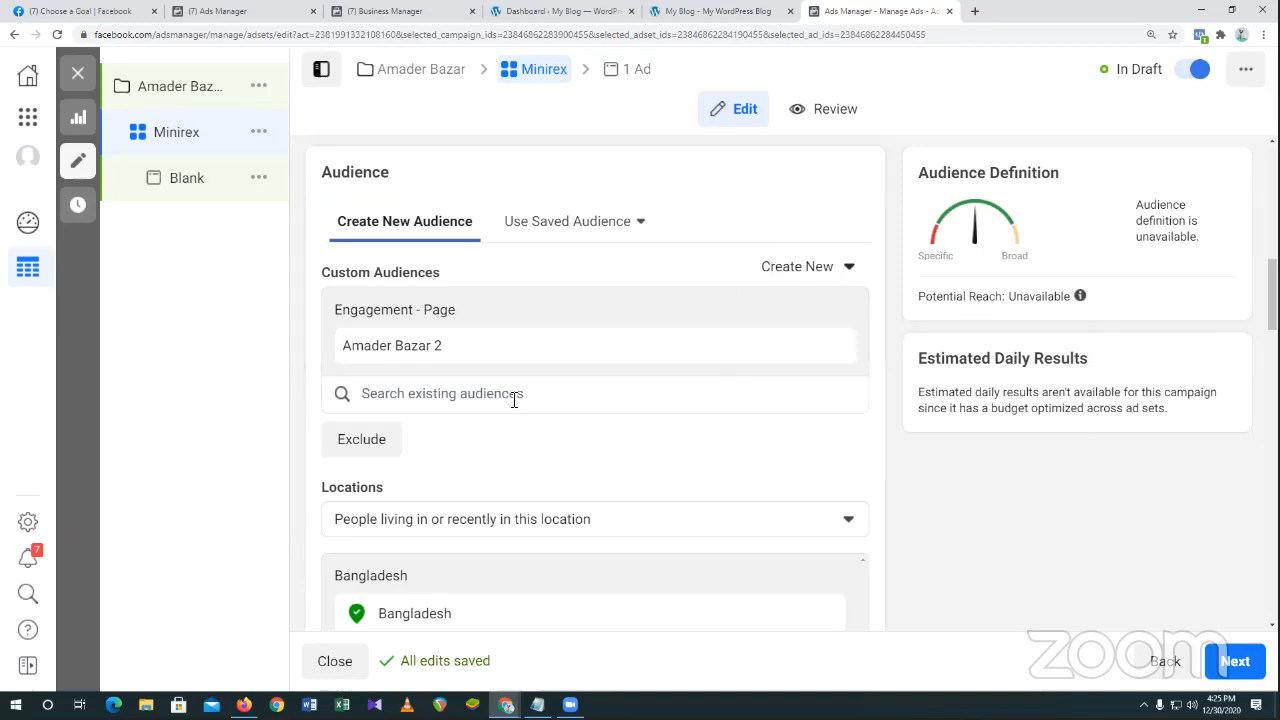 (7) Choose a Goal | Facebook
(7) Ads Manager
(7) Business Manager
Dashboard ‹ My Blog — WordPr
My Blog - My WordPress Blog
Ads Manager - Manage Ads - Ad
facebook.com/adsmanager/manage/adsets/edit?act=2381991332108160&selected_campaign_ids=23846862283900455&selected_adset_ids=23846862284190455&selected_ad_ids=23846862284450455
Amader Baz...
Minirex
Blank
Amader Bazar
Minirex
1 Ad
In Draft
Edit
Review
Audience
Create New Audience
Use Saved Audience
Custom Audiences
Create New
Engagement - Page
Amader Bazar 2
Search existing audiences
Exclude
Locations
People living in or recently in this location
Bangladesh
Bangladesh
Audience Definition
Specific
Broad
Audience
definition is
unavailable.
Potential Reach: Unavailable
Estimated Daily Results
Estimated daily results aren't available for this campaign
since it has a budget optimized across ad sets.
7
Close
All edits saved
Back
Next
zoom
4:25 PM
12/30/2020